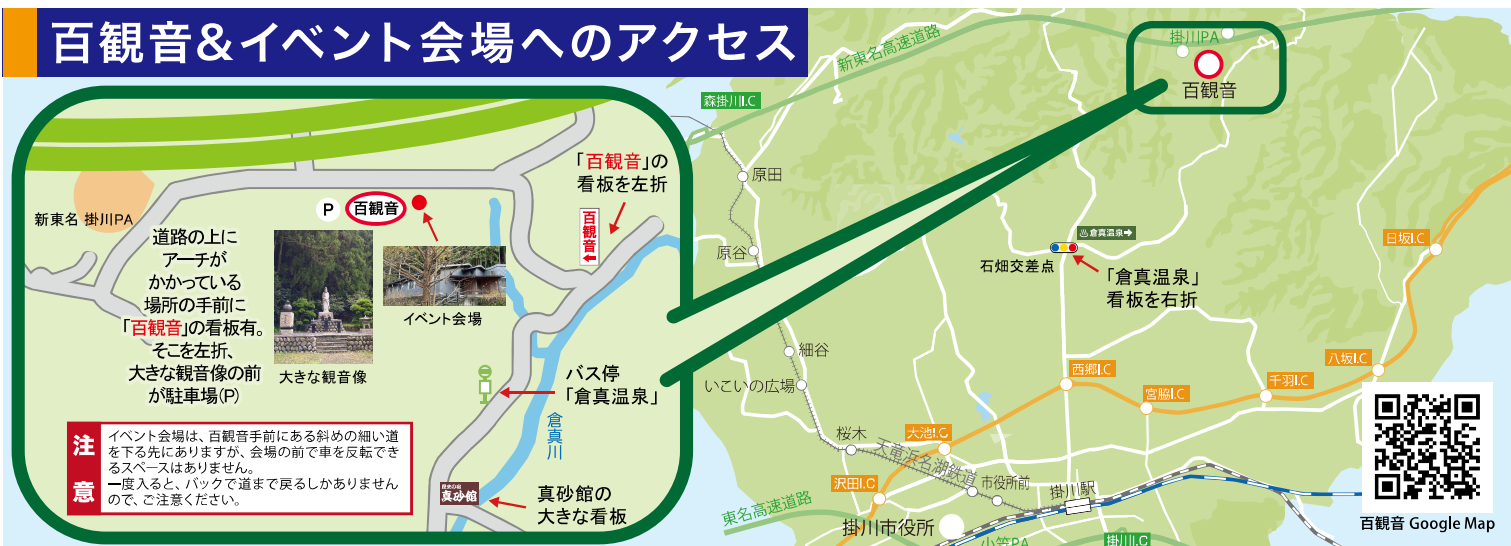 百観音&イベント会場へのアクセス
新東名 掛川PA
P
百観音
「百観音」の
看板を左折
百観音
道路の上に
アーチが
かかっている
場所の手前に
「百観音」の看板有。
そこを左折、
大きな観音像の前
が駐車場(P)
大きな観音像
イベント会場
バス停
「倉真温泉」
倉真川
歴史の宿
真砂館
真砂館の
大きな看板
注意
イベント会場は、百観音手前にある斜めの細い道
を下る先にありますが、会場の前で車を反転でき
るスペースはありません。
一度入ると、バックで道まで戻るしかありません
ので、ご注意ください。
新東名高速道路
掛川PA
百観音
森掛川I.C
原田
原谷
細谷
いこいの広場
桜木
天竜浜名湖鉄道
市役所前
掛川駅
石畑交差点
♨倉真温泉➡
「倉真温泉」
看板を右折
日坂I.C
八坂I.C
千羽I.C
宮脇I.C
西郷I.C
大池I.C
沢田I.C
東名高速道路
掛川市役所
小笠PA
掛川I.C
百観音 Google Map